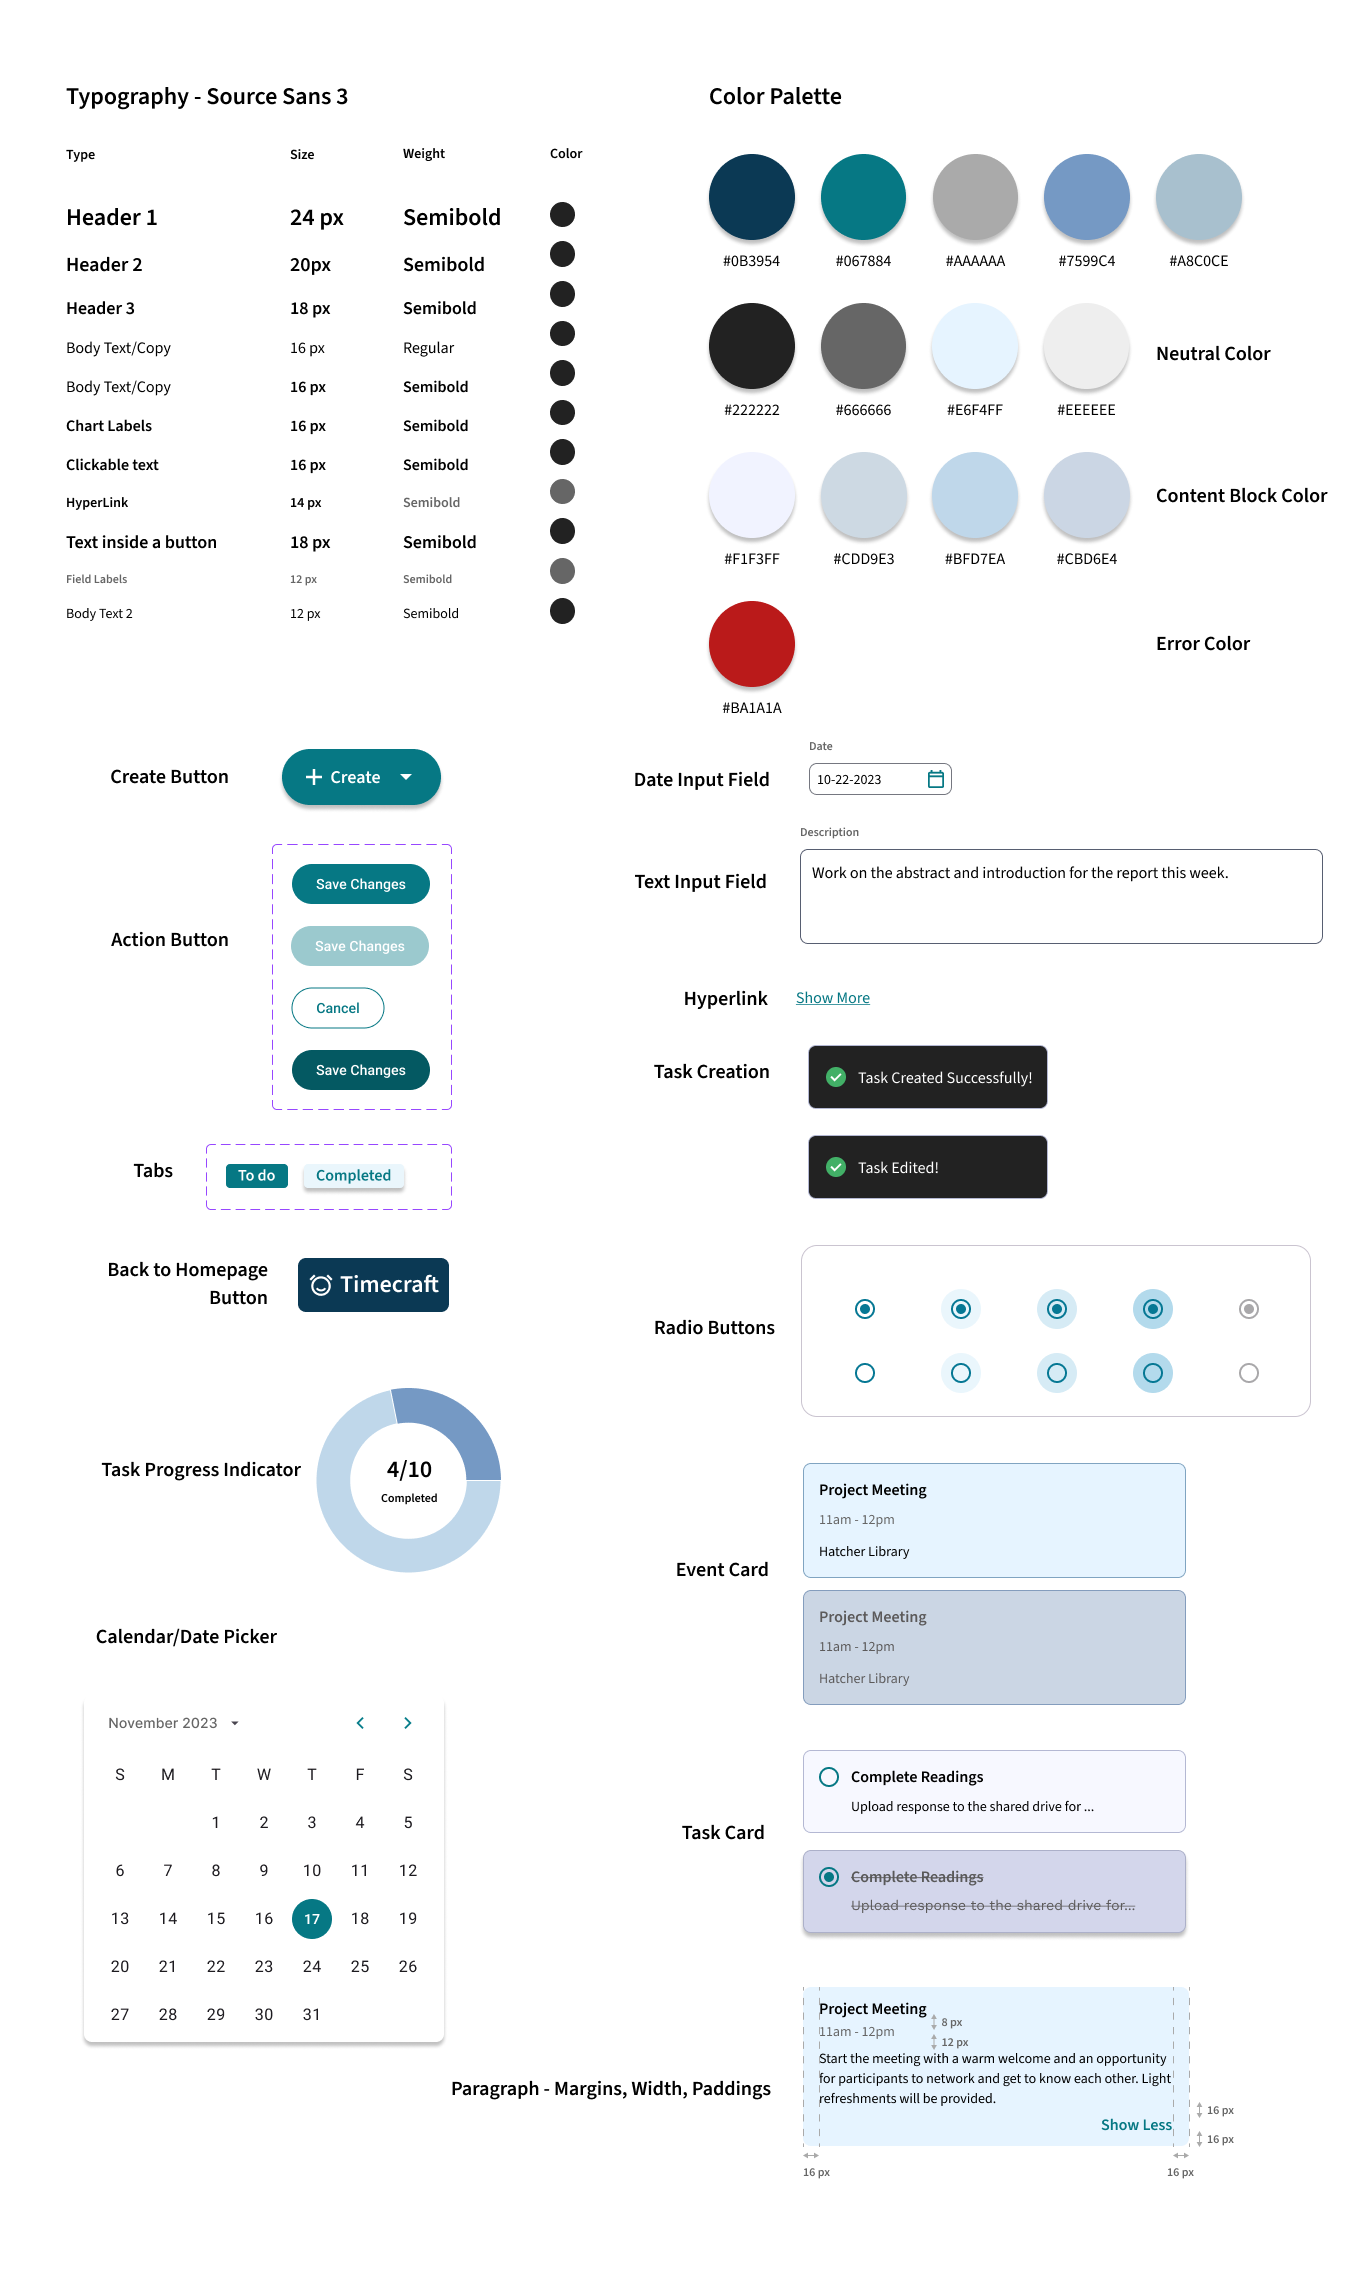 Typography - Source Sans 3
Type Size Weight Color
Header 1 24 px Semibold
Header 2 20px Semibold
Header 3 18 px Semibold
Body Text/Copy 16 px Regular
Body Text/Copy 16 px Semibold
Chart Labels 16 px Semibold
Clickable text 16 px Semibold
HyperLink 14 px Semibold
Text inside a button 18 px Semibold
Field Labels 12 px Semibold
Body Text 2 12 px Semibold
Color Palette
#0B3954 #067884 #AAAAAA #7599C4 #A8C0CE
Neutral Color
#222222 #666666 #E6F4FF #EEEEEE
Content Block Color
#F1F3FF #CDD9E3 #BFD7EA #CBD6E4
Error Color
#BA1A1A
Create Button
Create
Action Button
Save Changes
Save Changes
Cancel
Save Changes
Tabs
To do Completed
Back to Homepage
Button
Timecraft
Task Progress Indicator
4/10
Completed
Calendar/Date Picker
November 2023
S M T W T F S
1 2 3 4 5
6 7 8 9 10 11 12
13 14 15 16 17 18 19
20 21 22 23 24 25 26
27 28 29 30 31
Date
Date Input Field
10-22-2023
Description
Text Input Field
Work on the abstract and introduction for the report this week.
Hyperlink
Show More
Task Creation
Task Created Successfully!
Task Edited!
Radio Buttons
Event Card
Project Meeting
11am - 12pm
Hatcher Library
Project Meeting
11am - 12pm
Hatcher Library
Task Card
Complete Readings
Upload response to the shared drive for ...
Complete Readings
Upload response to the shared drive for...
Paragraph - Margins, Width, Paddings
Project Meeting
8 px
11am - 12pm
12 px
Start the meeting with a warm welcome and an opportunity
for participants to network and get to know each other. Light
refreshments will be provided.
16 px
Show Less
16 px
16 px 16 px